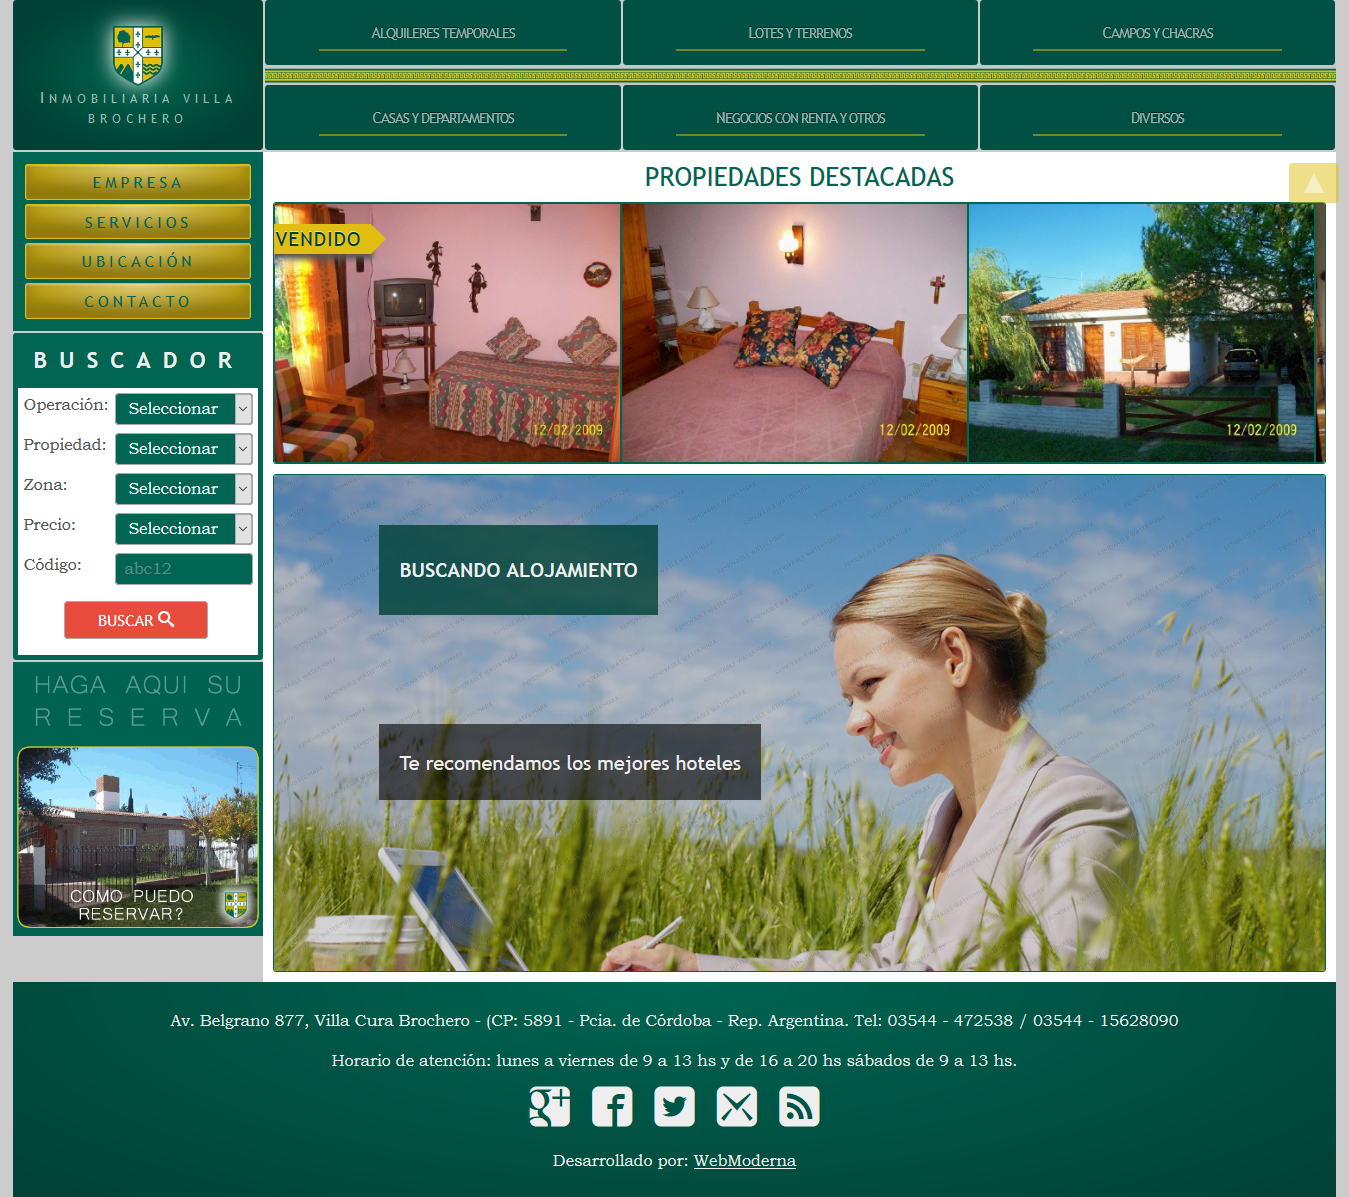 INMOBILIARIA VILLA
BROCHERO
ALQUILERES TEMPORALES
LOTES Y TERRENOS
CAMPOS Y CHACRAS
CASAS Y DEPARTAMENTOS
NEGOCIOS CON RENTA Y OTROS
DIVERSOS
EMPRESA
SERVICIOS
UBICACIÓN
CONTACTO
BUSCADOR
Operación: Seleccionar
Propiedad: Seleccionar
Zona: Seleccionar
Precio: Seleccionar
Código: abc12
BUSCAR
HAGA AQUI SU
RESERVA
COMO PUEDO
RESERVAR?
PROPIEDADES DESTACADAS
VENDIDO
12/02/2009
12/02/2009
12/02/2009
BUSCANDO ALOJAMIENTO
Te recomendamos los mejores hoteles
Av. Belgrano 877, Villa Cura Brochero - (CP: 5891 - Pcia. de Córdoba - Rep. Argentina. Tel: 03544 - 472538 / 03544 - 15628090
Horario de atención: lunes a viernes de 9 a 13 hs y de 16 a 20 hs sábados de 9 a 13 hs.
Desarrollado por: WebModerna